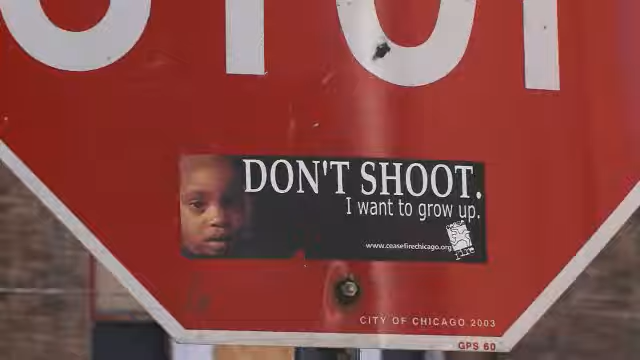 STOP
DON'T SHOOT.
I want to grow up.
www.ceasefirechicago.org
CITY OF CHICAGO 2003
GPS 60